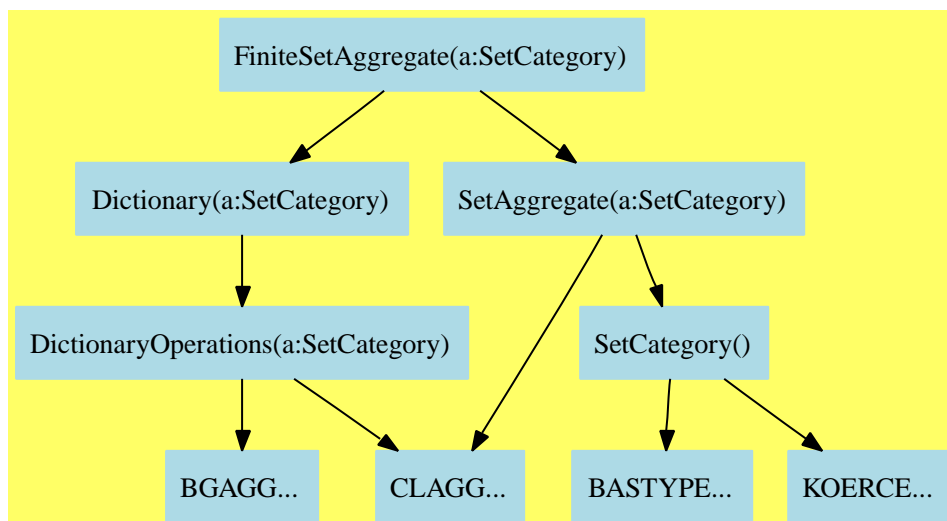 FiniteSetAggregate(a:SetCategory)
Dictionary(a:SetCategory)
SetAggregate(a:SetCategory)
DictionaryOperations(a:SetCategory)
SetCategory()
BGAGG...
CLAGG...
BASTYPE...
KOERCE...